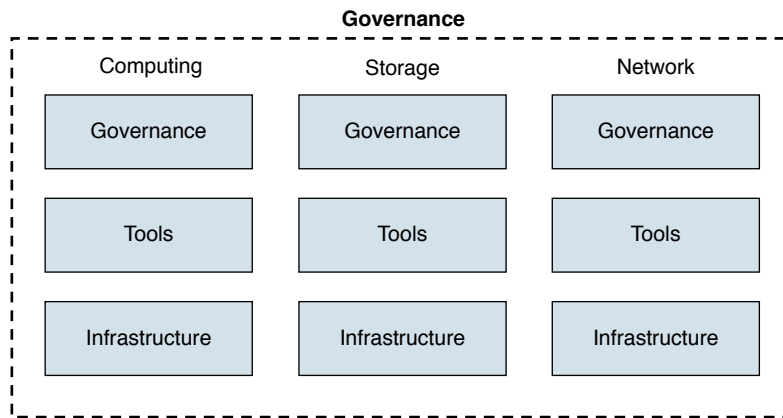 Governance
Computing Storage Network
Governance Governance Governance
Tools Tools Tools
Infrastructure Infrastructure Infrastructure